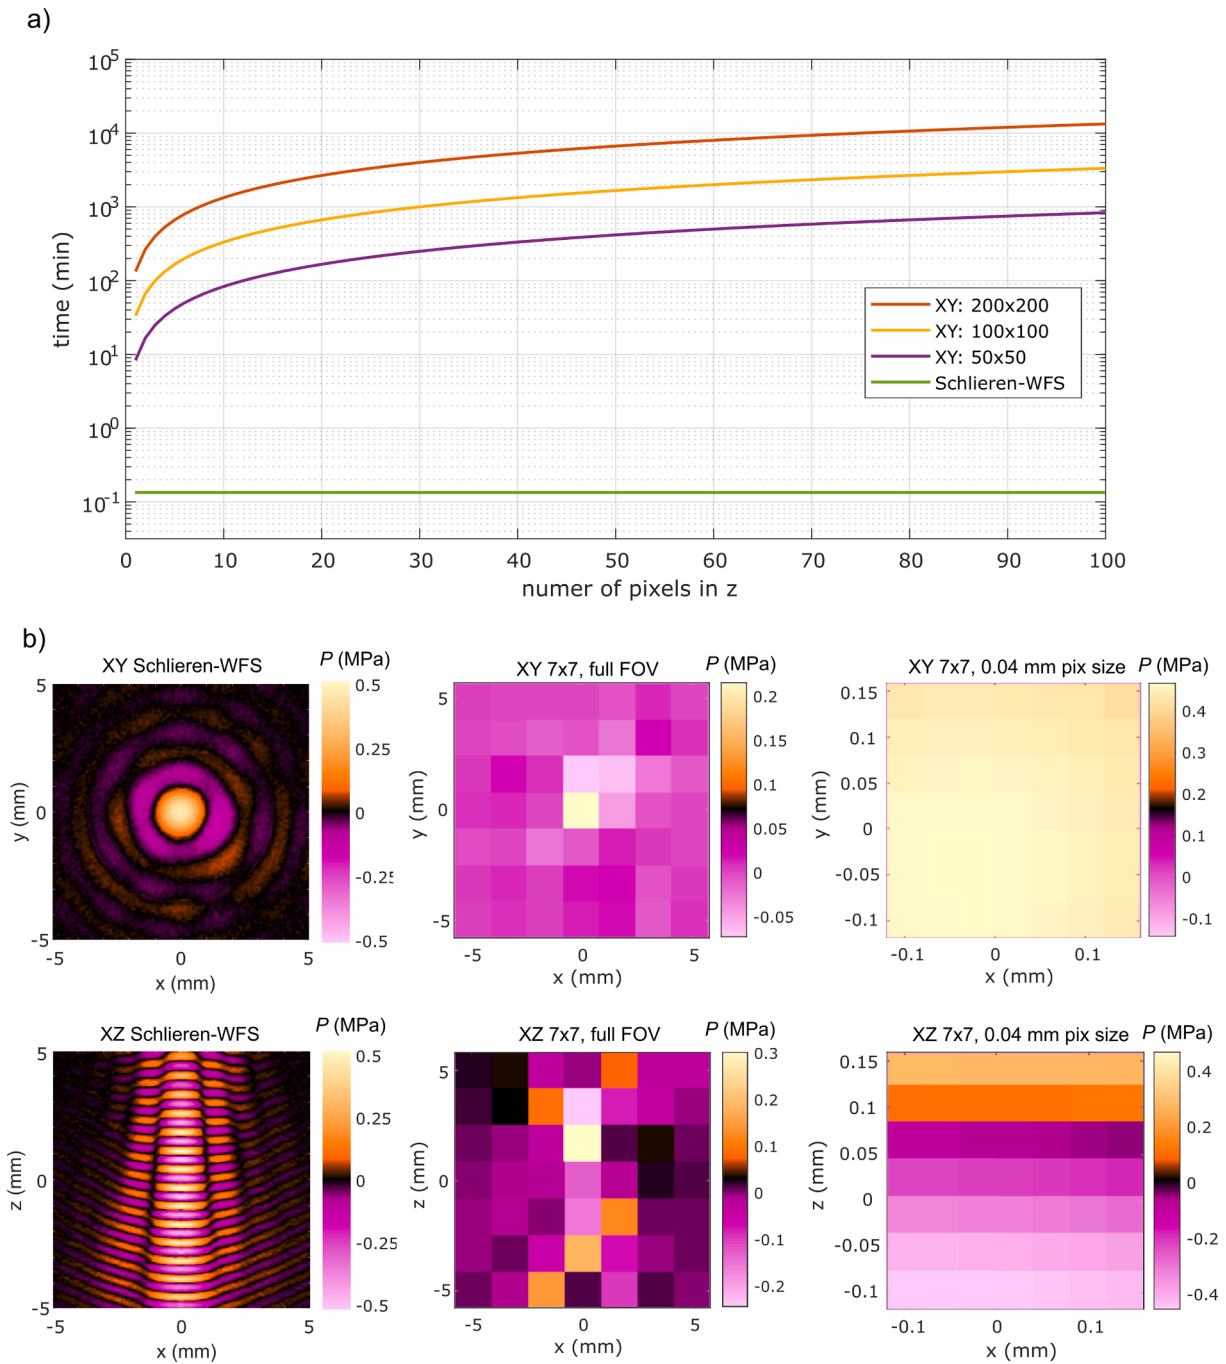 a)
10^5
10^4
10^3
10^2
10^1
10^0
10^-1
time (min)
0 10 20 30 40 50 60 70 80 90 100
numer of pixels in z
XY: 200x200
XY: 100x100
XY: 50x50
Schlieren-WFS
b)
XY Schlieren-WFS
P (MPa)
5
0
-5
y (mm)
-5 0 5
x (mm)
0.5
0.25
0
-0.25
-0.5
XY 7x7, full FOV
P (MPa)
5
0
-5
y (mm)
-5 0 5
x (mm)
0.2
0.15
0.1
0.05
0
-0.05
XY 7x7, 0.04 mm pix size
P (MPa)
0.15
0.1
0.05
0
-0.05
-0.1
y (mm)
-0.1 0 0.1
x (mm)
0.4
0.3
0.2
0.1
0
-0.1
XZ Schlieren-WFS
P (MPa)
5
0
-5
z (mm)
-5 0 5
x (mm)
0.5
0.25
0
-0.25
-0.5
XZ 7x7, full FOV
P (MPa)
5
0
-5
z (mm)
-5 0 5
x (mm)
0.3
0.2
0.1
0
-0.1
-0.2
XZ 7x7, 0.04 mm pix size
P (MPa)
0.15
0.1
0.05
0
-0.05
-0.1
z (mm)
-0.1 0 0.1
x (mm)
0.4
0.2
0
-0.2
-0.4